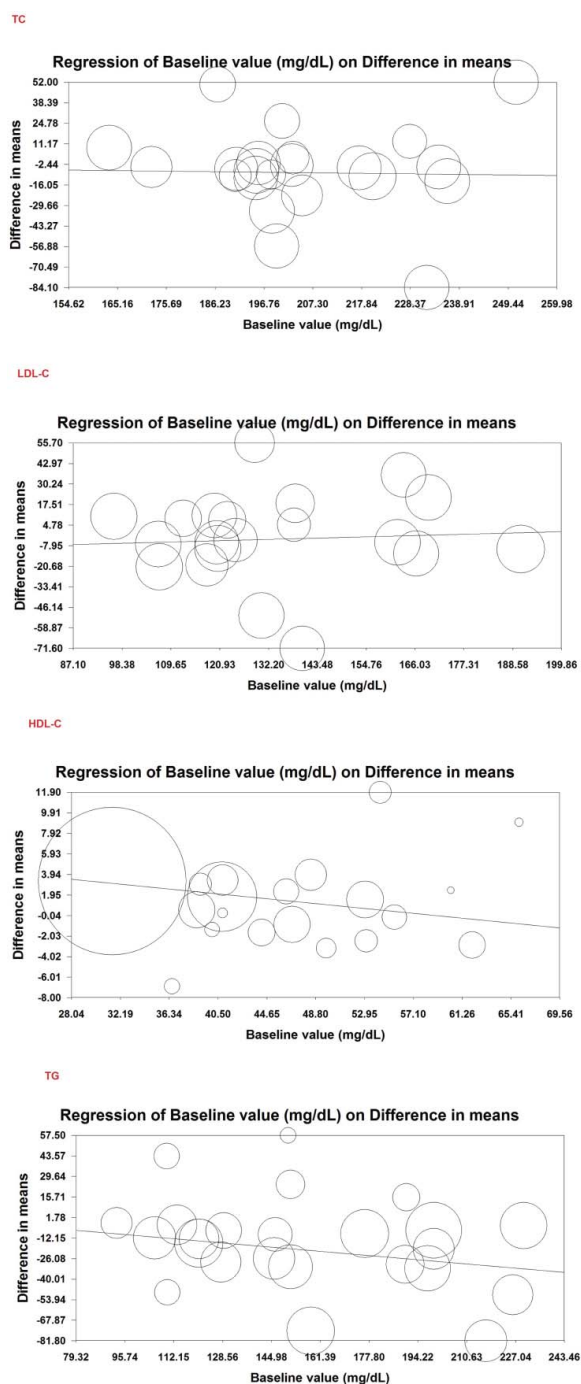 TC
Regression of Baseline value (mg/dL) on Difference in means
52.00
38.39
24.78
11.17
-2.44
-16.05
-29.66
-43.27
-56.88
-70.49
-84.10
Difference in means
154.62 165.16 175.69 186.23 196.76 207.30 217.84 228.37 238.91 249.44 259.98
Baseline value (mg/dL)
LDL-C
Regression of Baseline value (mg/dL) on Difference in means
55.70
42.97
30.24
17.51
4.78
-7.95
-20.68
-33.41
-46.14
-58.87
-71.60
Difference in means
87.10 98.38 109.65 120.93 132.20 143.48 154.76 166.03 177.31 188.58 199.86
Baseline value (mg/dL)
HDL-C
Regression of Baseline value (mg/dL) on Difference in means
11.90
9.91
7.92
5.93
3.94
1.95
-0.04
-2.03
-4.02
-6.01
-8.00
Difference in means
28.04 32.19 36.34 40.50 44.65 48.80 52.95 57.10 61.26 65.41 69.56
Baseline value (mg/dL)
TG
Regression of Baseline value (mg/dL) on Difference in means
57.50
43.57
29.64
15.71
1.78
-12.15
-26.08
-40.01
-53.94
-67.87
-81.80
Difference in means
79.32 95.74 112.15 128.56 144.98 161.39 177.80 194.22 210.63 227.04 243.46
Baseline value (mg/dL)